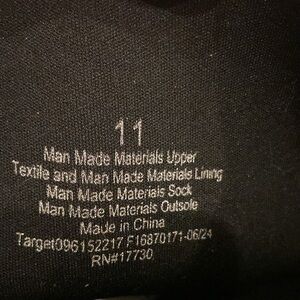 11
Man Made Materials Upper
Textile and Man Made Materials Lining
Man Made Materials Sock
Man Made Materials Outsole
Made in China
Target096152217 F16870171-06/24
RN#17730